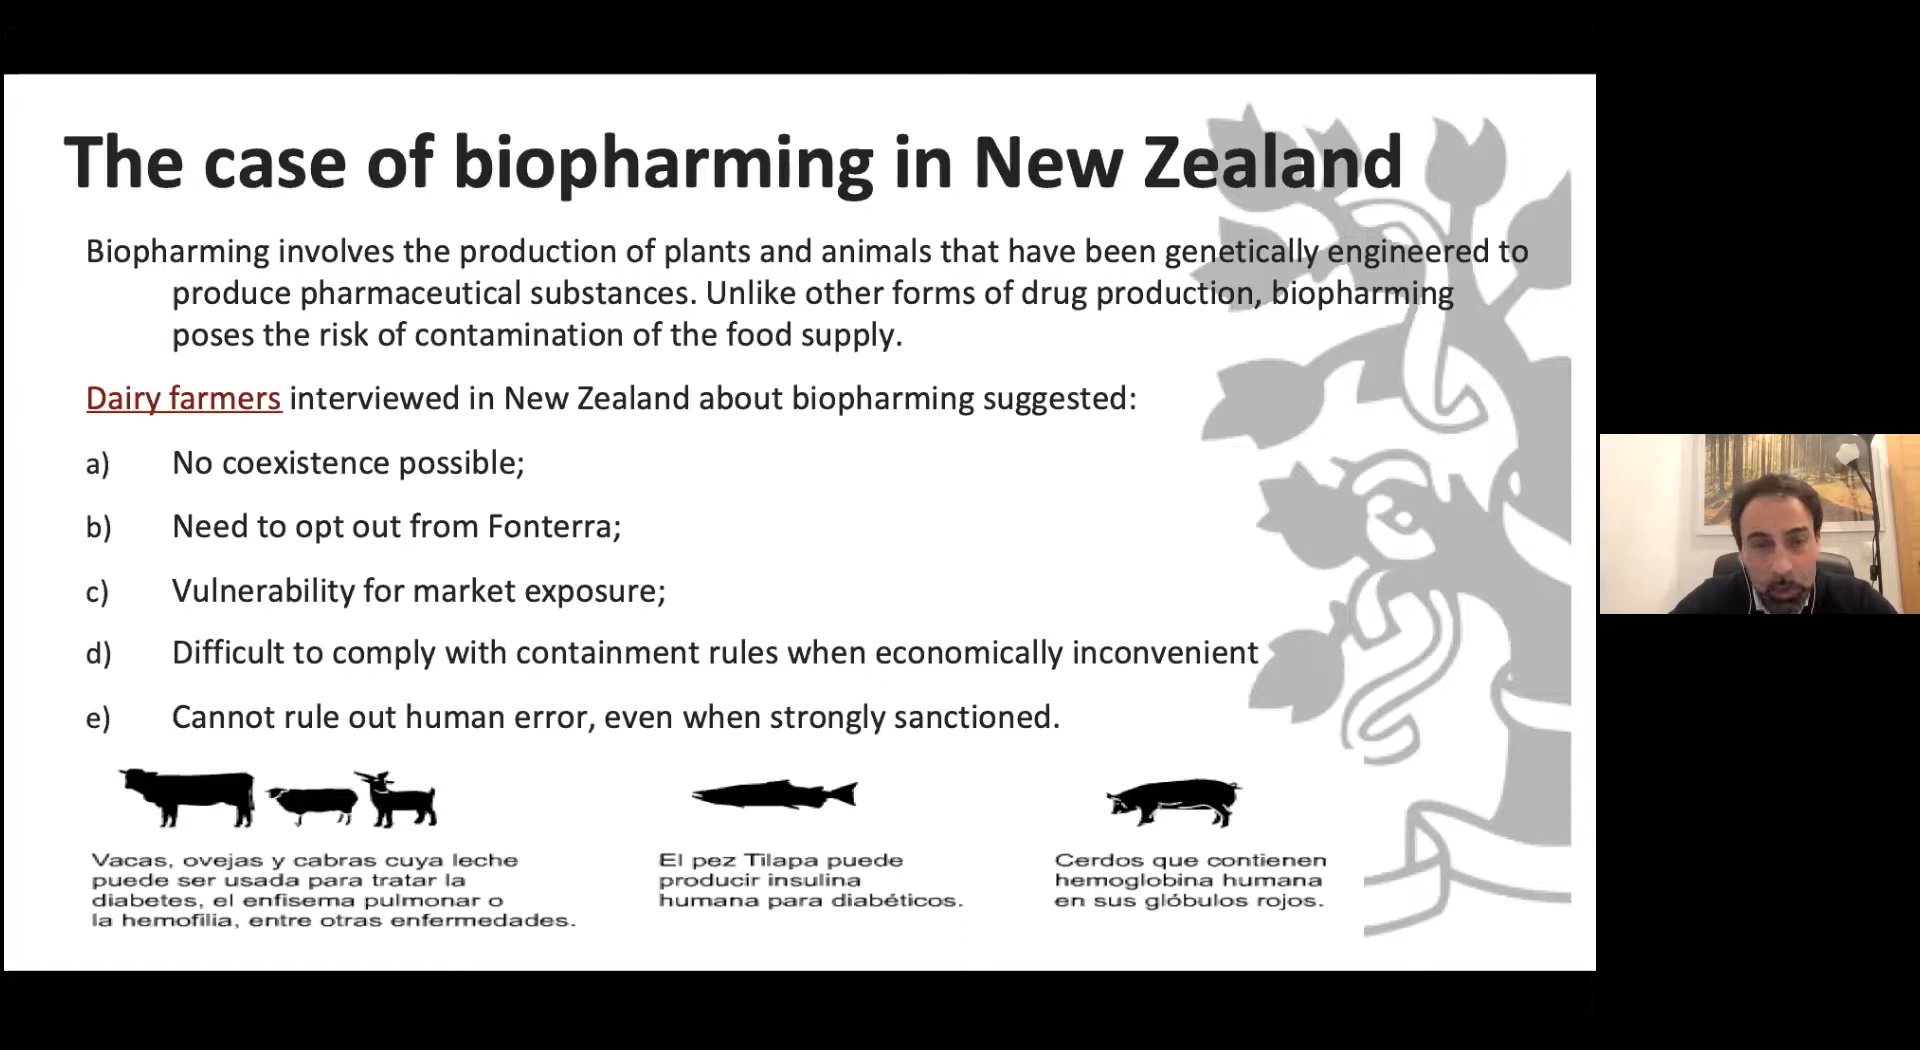 The case of biopharming in New Zealand
Biopharming involves the production of plants and animals that have been genetically engineered to
produce pharmaceutical substances. Unlike other forms of drug production, biopharming
poses the risk of contamination of the food supply.
Dairy farmers interviewed in New Zealand about biopharming suggested:
a) No coexistence possible;
b) Need to opt out from Fonterra;
c) Vulnerability for market exposure;
d) Difficult to comply with containment rules when economically inconvenient
e) Cannot rule out human error, even when strongly sanctioned.
Vacas, ovejas y cabras cuya leche
puede ser usada para tratar la
diabetes, el enfisema pulmonar o
la hemofilia, entre otras enfermedades.
El pez Tilapa puede
producir insulina
humana para diabéticos.
Cerdos que contienen
hemoglobina humana
en sus glóbulos rojos.